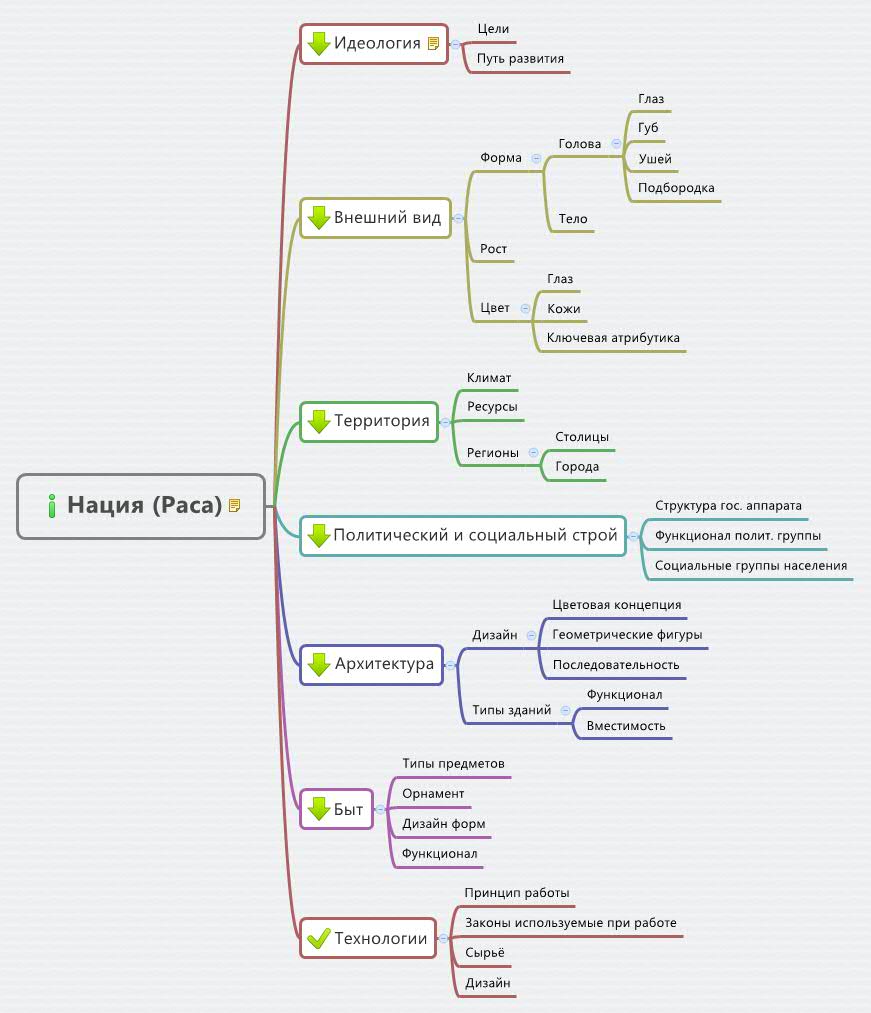 Нация (Раса)
Идеология
Цели
Путь развития
Внешний вид
Форма
Голова
Глаз
Губ
Ушей
Подбородка
Тело
Рост
Цвет
Глаз
Кожи
Ключевая атрибутика
Территория
Климат
Ресурсы
Регионы
Столицы
Города
Политический и социальный строй
Структура гос. аппарата
Функционал полит. группы
Социальные группы населения
Архитектура
Дизайн
Цветовая концепция
Геометрические фигуры
Последовательность
Типы зданий
Функционал
Вместимость
Быт
Типы предметов
Орнамент
Дизайн форм
Функционал
Технологии
Принцип работы
Законы используемые при работе
Сырьё
Дизайн